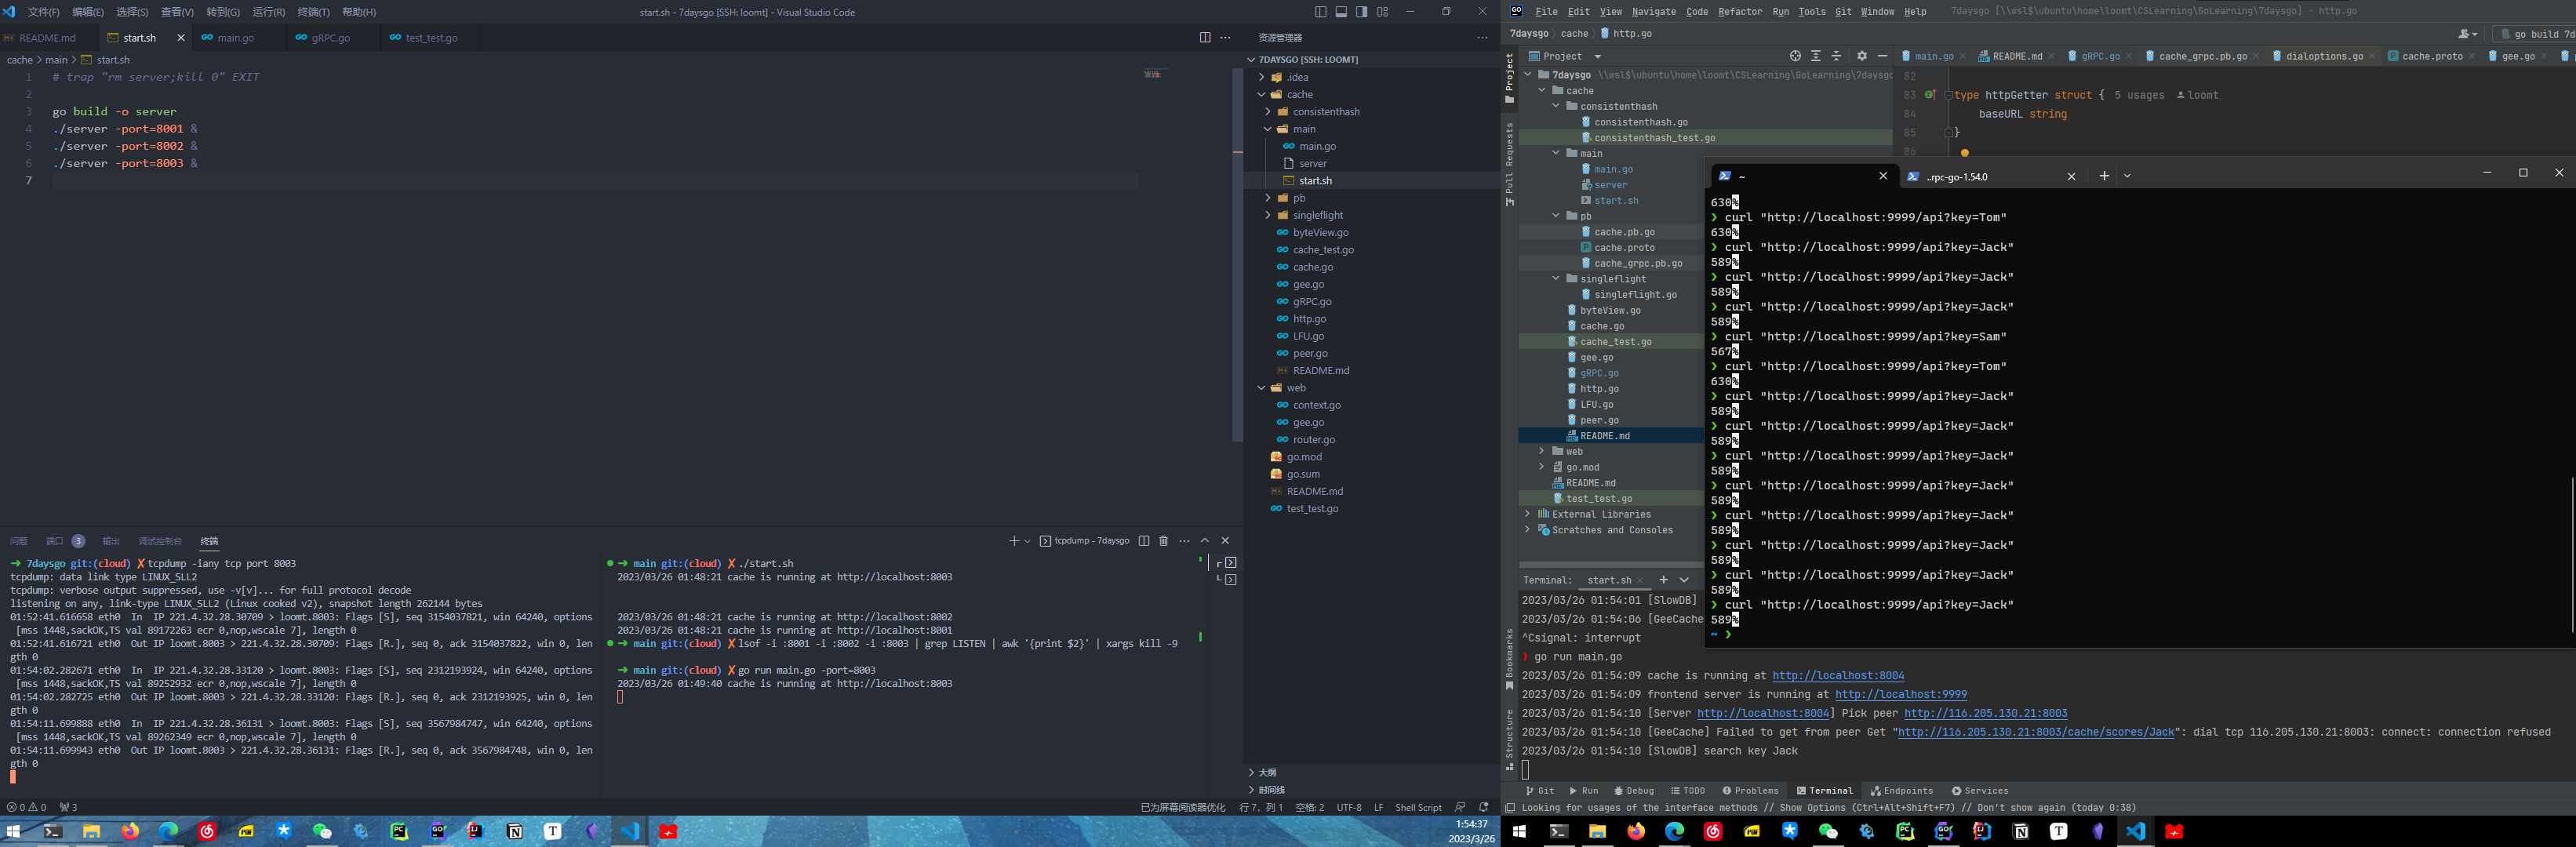 文件(F) 编辑(E) 选择(S) 查看(V) 转到(G) 运行(R) 终端(T) 帮助(H)
start.sh - 7daysgo [SSH: loomt] - Visual Studio Code
README.md start.sh main.go gRPC.go test_test.go
cache > main > start.sh
1 # trap "rm server;kill 0" EXIT
2
3 go build -o server
4 ./server -port=8001 &
5 ./server -port=8002 &
6 ./server -port=8003 &
7
资源管理器
7DAYSGO [SSH: LOOMT]
.idea
cache
consistenthash
main
main.go
server
start.sh
pb
singleflight
byteView.go
cache_test.go
cache.go
gee.go
gRPC.go
http.go
LFU.go
peer.go
README.md
web
context.go
gee.go
router.go
go.mod
go.sum
README.md
test_test.go
大纲
时间线
问题 端口 3 输出 调试控制台 终端
tcpdump - 7daysgo
➜ 7daysgo git:(cloud) ✗ tcpdump -iany tcp port 8003
tcpdump: data link type LINUX_SLL2
tcpdump: verbose output suppressed, use -v[v]... for full protocol decode
listening on any, link-type LINUX_SLL2 (Linux cooked v2), snapshot length 262144 bytes
01:52:41.616658 eth0 In IP 221.4.32.28.30709 > loomt.8003: Flags [S], seq 3154037821, win 64240, options
[mss 1448,sackOK,TS val 89172263 ecr 0,nop,wscale 7], length 0
01:52:41.616721 eth0 Out IP loomt.8003 > 221.4.32.28.30709: Flags [R.], seq 0, ack 3154037822, win 0, len
gth 0
01:54:02.282671 eth0 In IP 221.4.32.28.33120 > loomt.8003: Flags [S], seq 2312193924, win 64240, options
[mss 1448,sackOK,TS val 89252932 ecr 0,nop,wscale 7], length 0
01:54:02.282725 eth0 Out IP loomt.8003 > 221.4.32.28.33120: Flags [R.], seq 0, ack 2312193925, win 0, len
gth 0
01:54:11.699888 eth0 In IP 221.4.32.28.36131 > loomt.8003: Flags [S], seq 3567984747, win 64240, options
[mss 1448,sackOK,TS val 89262349 ecr 0,nop,wscale 7], length 0
01:54:11.699943 eth0 Out IP loomt.8003 > 221.4.32.28.36131: Flags [R.], seq 0, ack 3567984748, win 0, len
gth 0
➜ main git:(cloud) ✗ ./start.sh
2023/03/26 01:48:21 cache is running at http://localhost:8003
2023/03/26 01:48:21 cache is running at http://localhost:8002
2023/03/26 01:48:21 cache is running at http://localhost:8001
➜ main git:(cloud) ✗ lsof -i :8001 -i :8002 -i :8003 | grep LISTEN | awk '{print $2}' | xargs kill -9
➜ main git:(cloud) ✗ go run main.go -port=8003
2023/03/26 01:49:40 cache is running at http://localhost:8003
0 0 3
已为屏幕阅读器优化 行 7，列 1 空格: 2 UTF-8 LF Shell Script
1:54:37
2023/3/26
File Edit View Navigate Code Refactor Run Tools Git Window Help
7daysgo [\\wsl$\ubuntu\home\loomt\CSLearning\GoLearning\7daysgo] - http.go
7daysgo > cache > http.go
go build 7d
Project
main.go README.md gRPC.go cache_grpc.pb.go dialoptions.go cache.proto gee.go
Project
Pull Requests
Bookmarks
Structure
7daysgo \\wsl$\ubuntu\home\loomt\CSLearning\GoLearning\7daysgo
cache
consistenthash
consistenthash.go
consistenthash_test.go
main
main.go
server
start.sh
pb
cache.pb.go
cache.proto
cache_grpc.pb.go
singleflight
singleflight.go
byteView.go
cache.go
cache_test.go
gee.go
gRPC.go
http.go
LFU.go
peer.go
README.md
web
go.mod
README.md
test_test.go
External Libraries
Scratches and Consoles
82
83 type httpGetter struct { 5 usages loomt
84 baseURL string
85 }
86
~ ..rpc-go-1.54.0
630%
❯ curl "http://localhost:9999/api?key=Tom"
630%
❯ curl "http://localhost:9999/api?key=Jack"
589%
❯ curl "http://localhost:9999/api?key=Jack"
589%
❯ curl "http://localhost:9999/api?key=Jack"
589%
❯ curl "http://localhost:9999/api?key=Sam"
567%
❯ curl "http://localhost:9999/api?key=Tom"
630%
❯ curl "http://localhost:9999/api?key=Jack"
589%
❯ curl "http://localhost:9999/api?key=Jack"
589%
❯ curl "http://localhost:9999/api?key=Jack"
589%
❯ curl "http://localhost:9999/api?key=Jack"
589%
❯ curl "http://localhost:9999/api?key=Jack"
589%
❯ curl "http://localhost:9999/api?key=Jack"
589%
❯ curl "http://localhost:9999/api?key=Jack"
589%
❯ curl "http://localhost:9999/api?key=Jack"
589%
~ ❯
Terminal: start.sh
2023/03/26 01:54:01 [SlowDB]
2023/03/26 01:54:06 [GeeCache
^Csignal: interrupt
❯ go run main.go
2023/03/26 01:54:09 cache is running at http://localhost:8004
2023/03/26 01:54:09 frontend server is running at http://localhost:9999
2023/03/26 01:54:10 [Server http://localhost:8004] Pick peer http://116.205.130.21:8003
2023/03/26 01:54:10 [GeeCache] Failed to get from peer Get "http://116.205.130.21:8003/cache/scores/Jack": dial tcp 116.205.130.21:8003: connect: connection refused
2023/03/26 01:54:10 [SlowDB] search key Jack
Git Run Debug TODO Problems Terminal Endpoints Services
Looking for usages of the interface methods // Show Options (Ctrl+Alt+Shift+F7) // Don't show again (today 0:38)